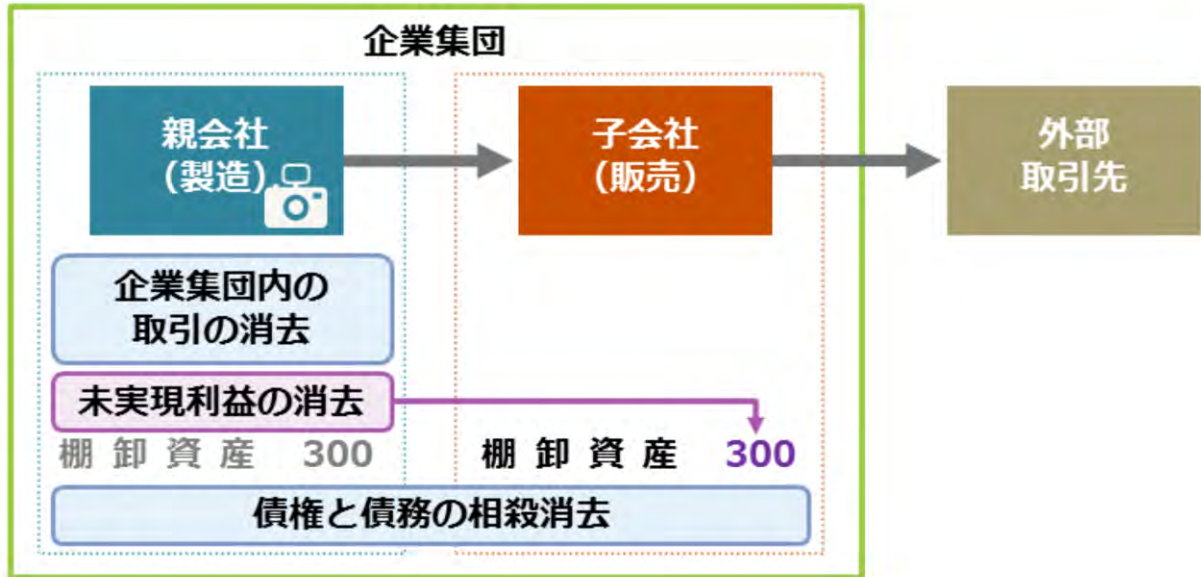 企業集団
親会社
（製造）
子会社
（販売）
外部
取引先
企業集団内の
取引の消去
未実現利益の消去
棚卸資産 300
棚卸資産 300
債権と債務の相殺消去